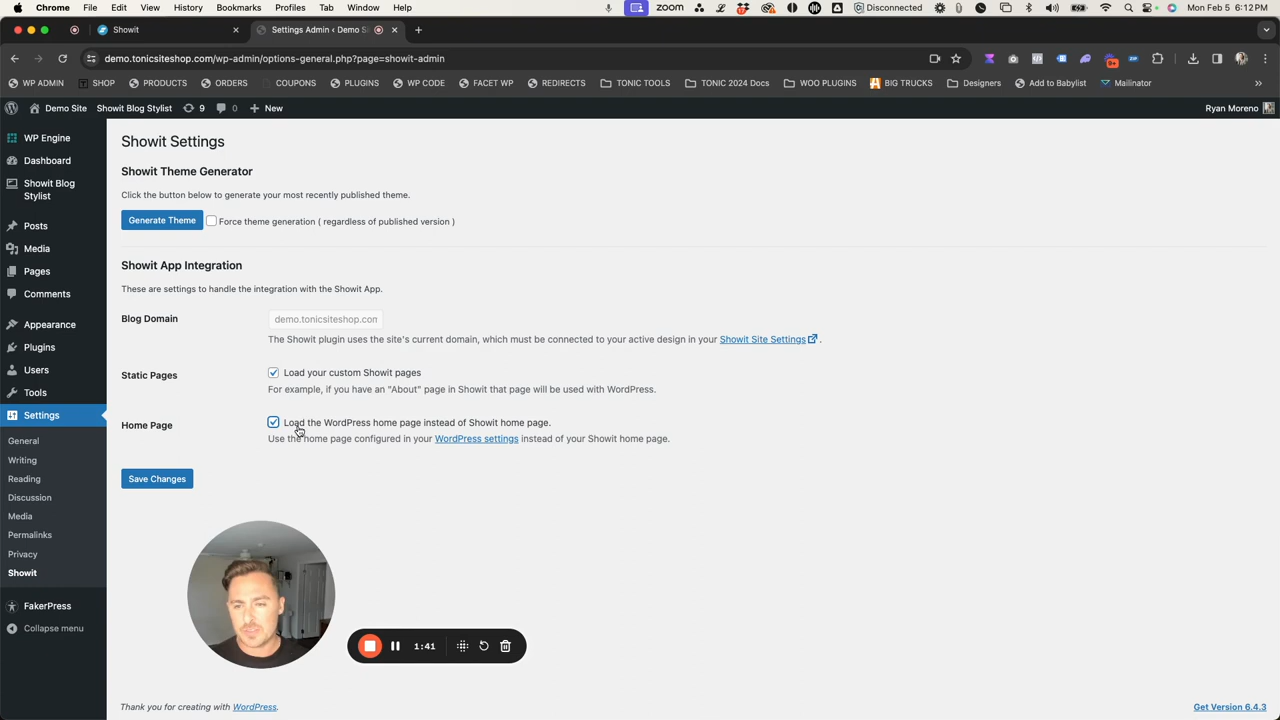 Chrome File Edit View History Bookmarks Profiles Tab Window Help zoom Disconnected Mon Feb 5 6:12 PM
Showit Settings Admin ‹ Demo S
demo.tonicsiteshop.com/wp-admin/options-general.php?page=showit-admin 9+
WP ADMIN SHOP PRODUCTS ORDERS COUPONS PLUGINS WP CODE FACET WP REDIRECTS TONIC TOOLS TONIC 2024 Docs WOO PLUGINS BIG TRUCKS Designers Add to Babylist Mailinator »
Demo Site Showit Blog Stylist 9 0 New Ryan Moreno
WP Engine
Dashboard
Showit Blog
Stylist
Posts
Media
Pages
Comments
Appearance
Plugins
Users
Tools
Settings
General
Writing
Reading
Discussion
Media
Permalinks
Privacy
Showit
FakerPress
Collapse menu
Showit Settings
Showit Theme Generator
Click the button below to generate your most recently published theme.
Generate Theme Force theme generation ( regardless of published version )
Showit App Integration
These are settings to handle the integration with the Showit App.
Blog Domain demo.tonicsiteshop.com
The Showit plugin uses the site's current domain, which must be connected to your active design in your Showit Site Settings .
Static Pages Load your custom Showit pages
For example, if you have an "About" page in Showit that page will be used with WordPress.
Home Page Load the WordPress home page instead of Showit home page.
Use the home page configured in your WordPress settings instead of your Showit home page.
Save Changes
1:41
Thank you for creating with WordPress. Get Version 6.4.3